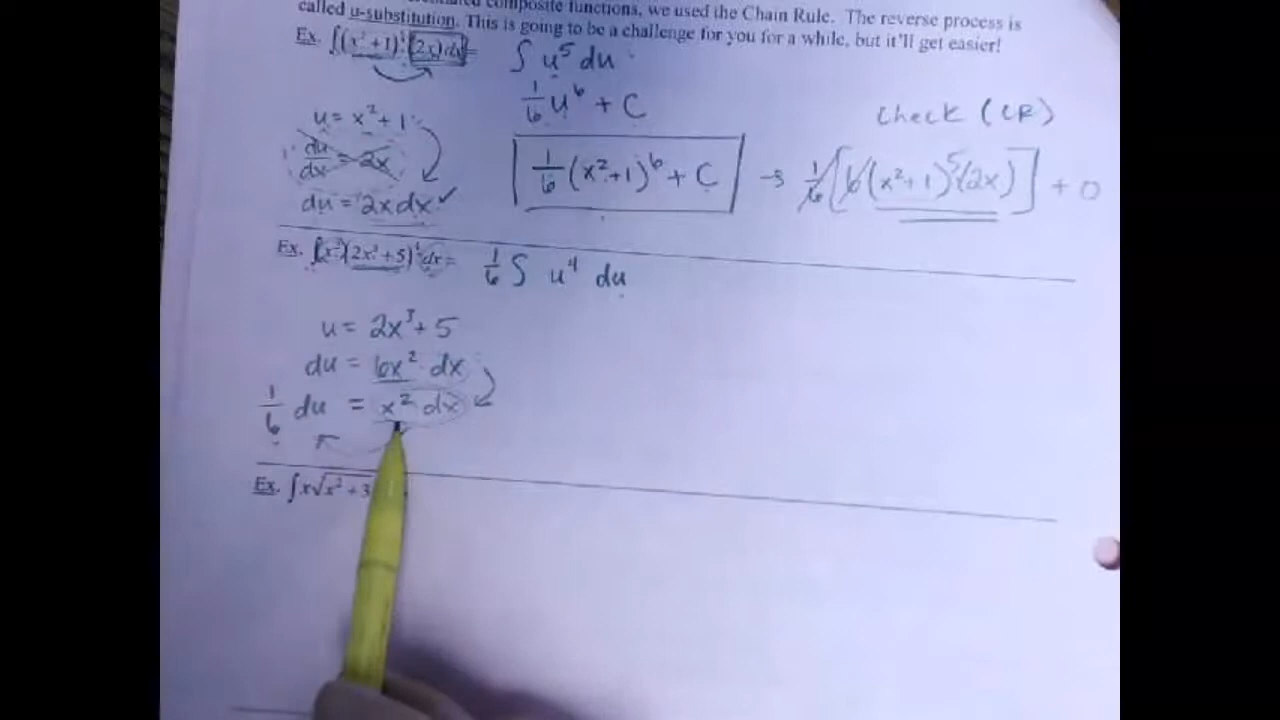 composite functions, we used the Chain Rule. The reverse process is
called u-substitution. This is going to be a challenge for you for a while, but it'll get easier!
Ex. ∫(x²+1)⁵(2x)dx= ∫ u⁵ du
1/6 u⁶ + C
u = x² + 1
du/dx = 2x
du = 2x dx ✓
Check (CR)
1/6 (x²+1)⁶ + C → 1/6 [6(x²+1)⁵(2x)] + 0
Ex. ∫(x²)(2x³+5)⁴dx= 1/6 ∫ u⁴ du
u = 2x³ + 5
du = 6x² dx
1/6 du = x² dx
Ex. ∫x√x²+3